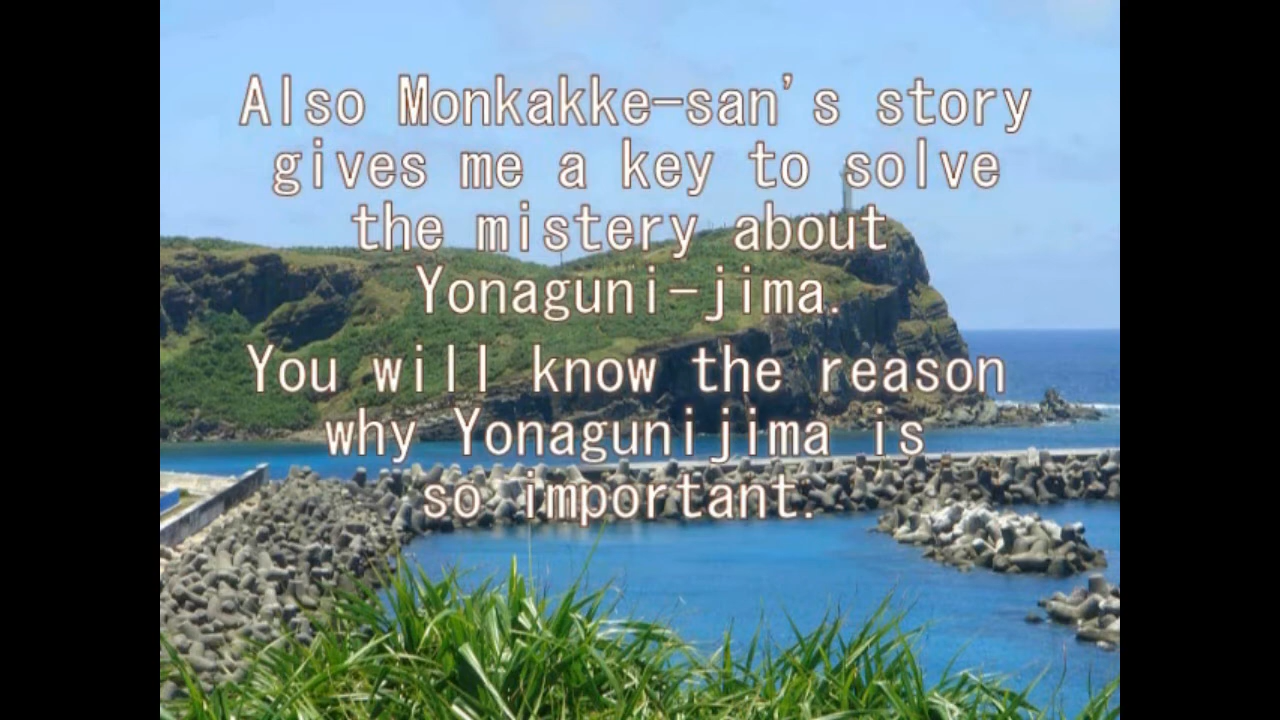 Also Monkakke-san's story
gives me a key to solve
the mistery about
Yonaguni-jima.
You will know the reason
why Yonagunijima is
so important.